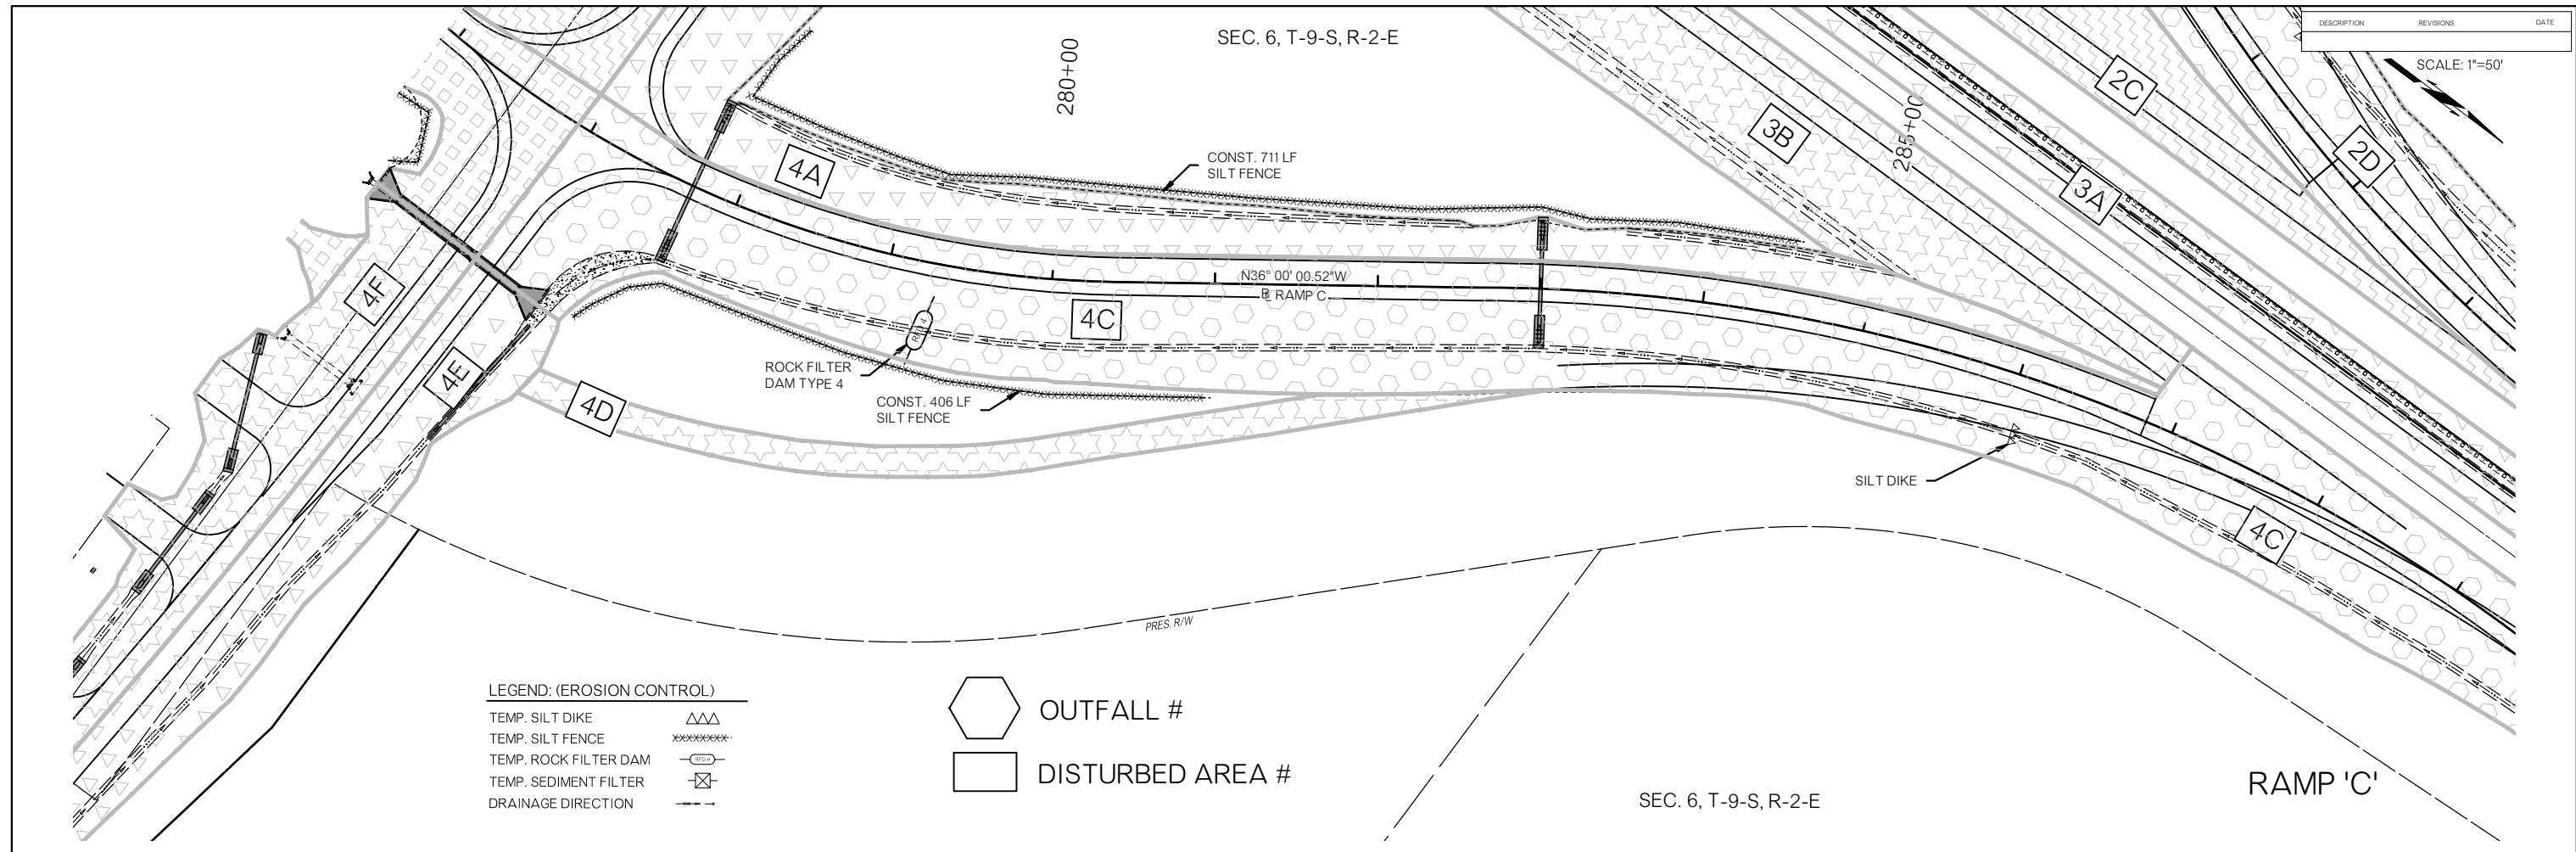 SEC. 6, T-9-S, R-2-E
DESCRIPTION REVISIONS DATE
SCALE: 1"=50'
280+00
285+00
2C
2D
3B
3A
4A
CONST. 711 LF
SILT FENCE
N36° 00' 00.52"W
RAMP C
4C
4F
4E
4D
RFD 4
ROCK FILTER
DAM TYPE 4
CONST. 406 LF
SILT FENCE
SILT DIKE
4C
PRES. R/W
LEGEND: (EROSION CONTROL)
TEMP. SILT DIKE
TEMP. SILT FENCE
TEMP. ROCK FILTER DAM RFD #
TEMP. SEDIMENT FILTER
DRAINAGE DIRECTION
OUTFALL #
DISTURBED AREA #
SEC. 6, T-9-S, R-2-E
RAMP 'C'